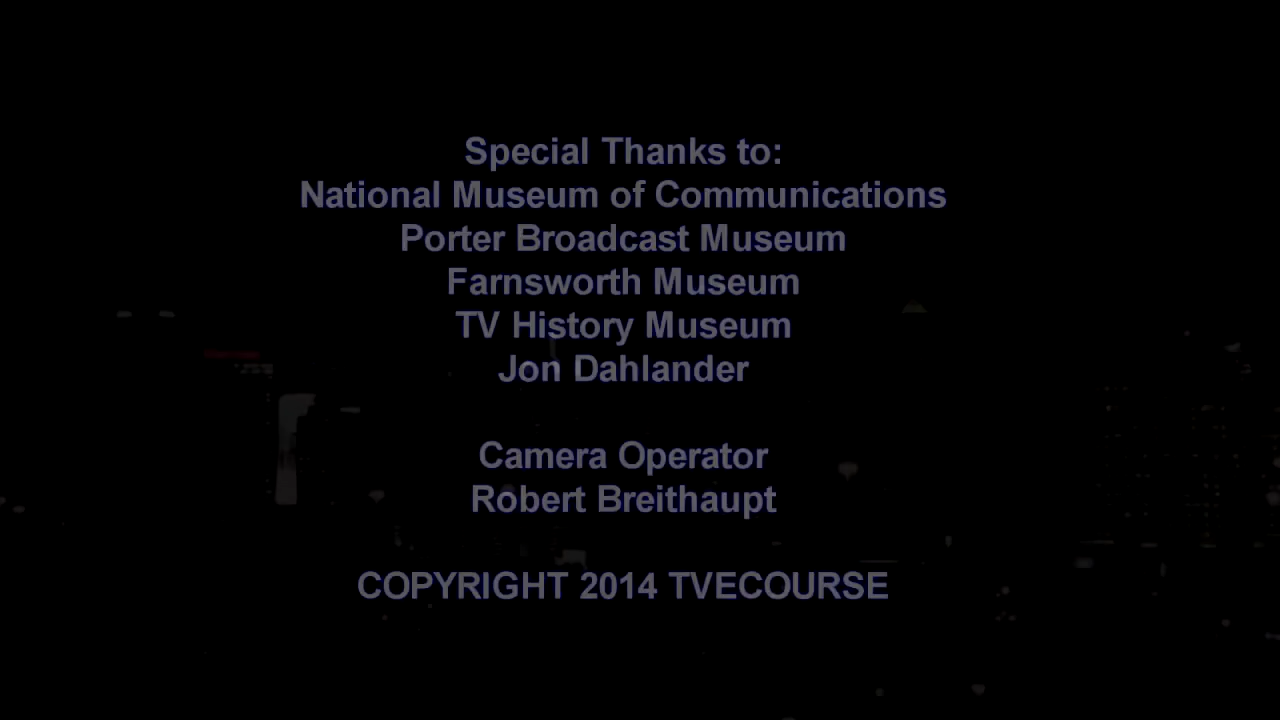 Special Thanks to:
National Museum of Communications
Porter Broadcast Museum
Farnsworth Museum
TV History Museum
Jon Dahlander
Camera Operator
Robert Breithaupt
COPYRIGHT 2014 TVECOURSE